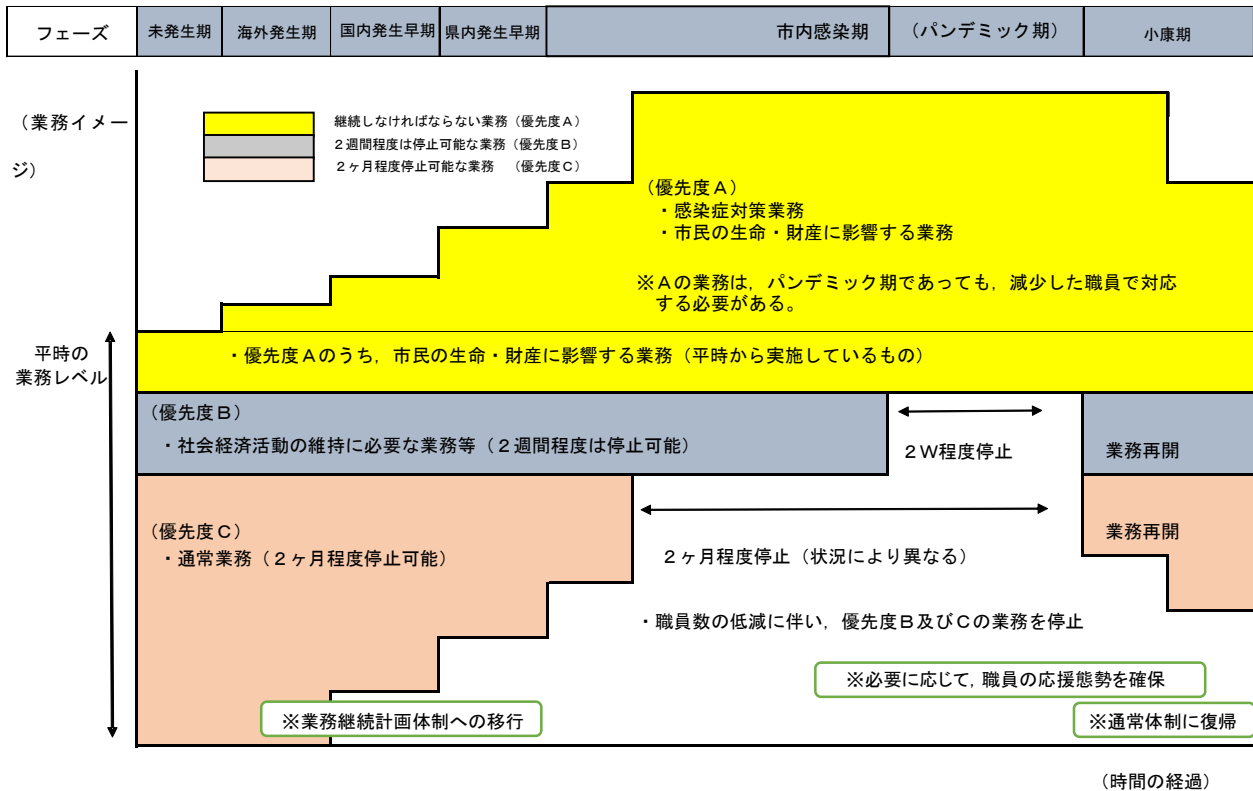 フェーズ
未発生期
海外発生期
国内発生早期
県内発生早期
市内感染期
（パンデミック期）
小康期
（業務イメー
ジ）
継続しなければならない業務（優先度Ａ）
２週間程度は停止可能な業務（優先度Ｂ）
２ヶ月程度停止可能な業務　（優先度Ｃ）
（優先度Ａ）
・感染症対策業務
・市民の生命・財産に影響する業務
※Ａの業務は，パンデミック期であっても，減少した職員で対応
する必要がある。
平時の
業務レベル
・優先度Ａのうち，市民の生命・財産に影響する業務（平時から実施しているもの）
（優先度Ｂ）
・社会経済活動の維持に必要な業務等（２週間程度は停止可能）
２Ｗ程度停止
業務再開
（優先度Ｃ）
・通常業務（２ヶ月程度停止可能）
２ヶ月程度停止（状況により異なる）
業務再開
・職員数の低減に伴い，優先度Ｂ及びＣの業務を停止
※必要に応じて，職員の応援態勢を確保
※業務継続計画体制への移行
※通常体制に復帰
（時間の経過）